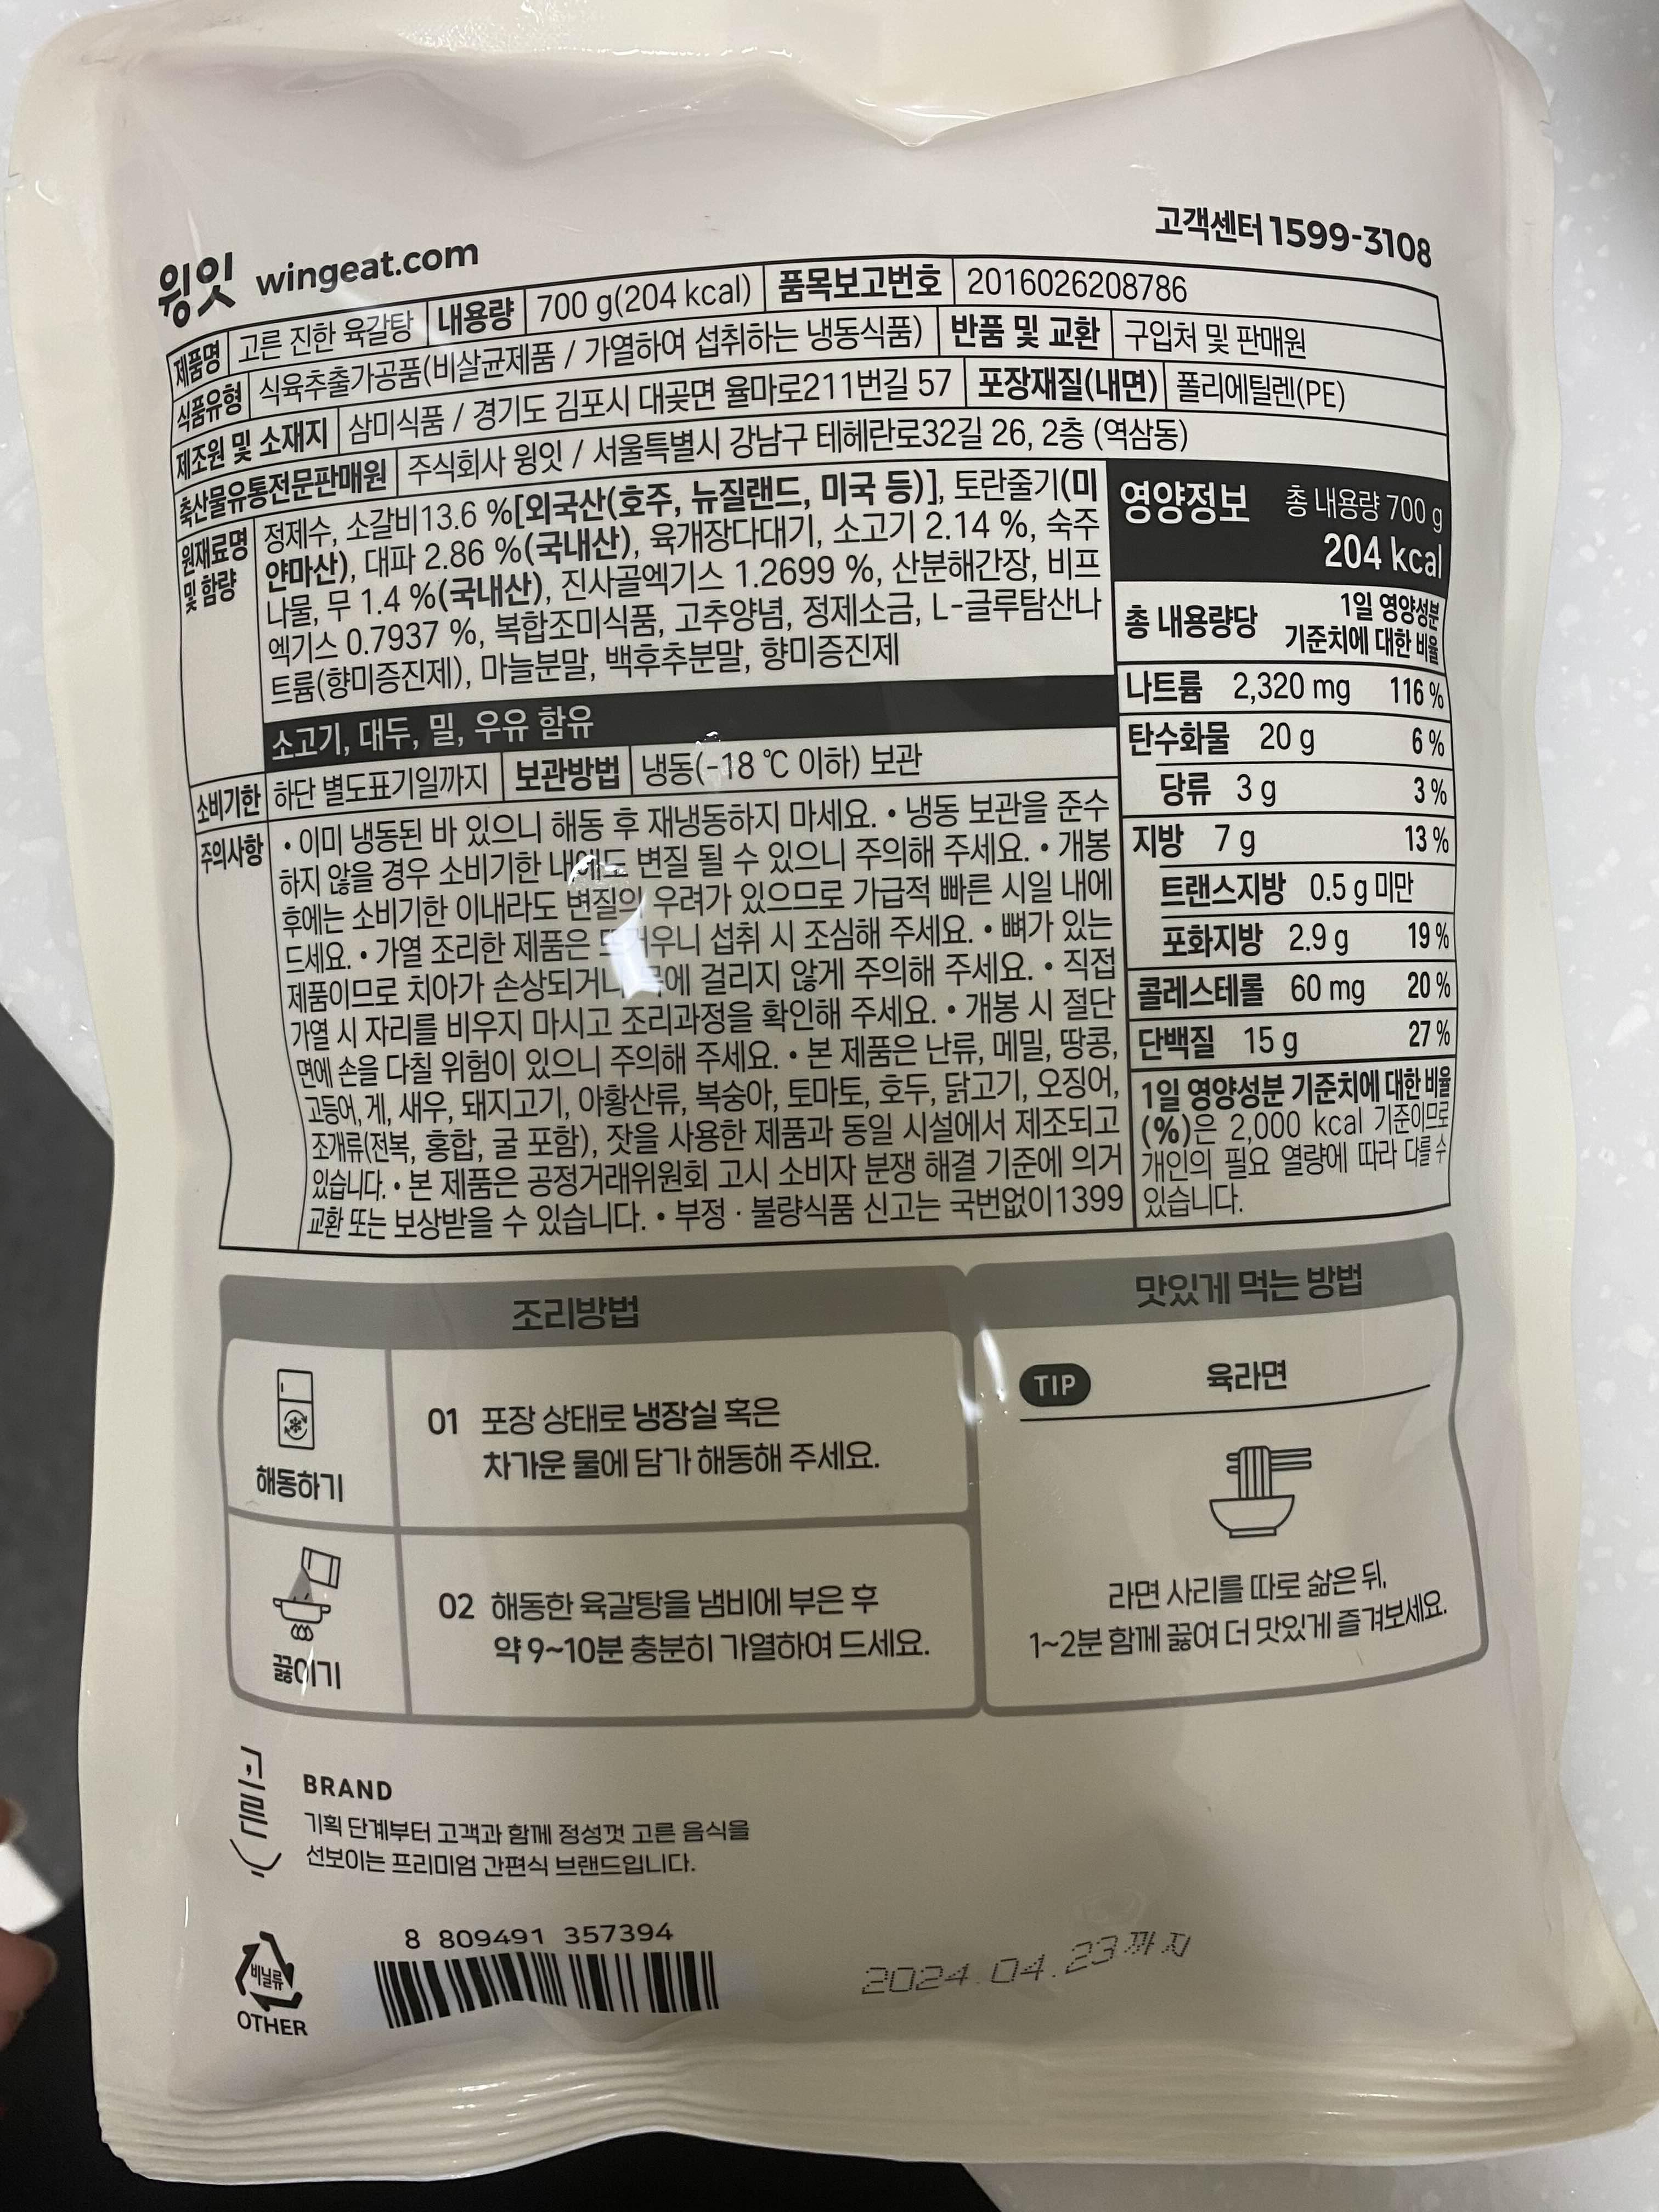 윙잇 wingeat.com
고객센터 1599-3108
제품명 고른 진한 육갈탕 내용량 700 g(204 kcal) 품목보고번호 2016026208786
식품유형 식육추출가공품(비살균제품 / 가열하여 섭취하는 냉동식품) 반품 및 교환 구입처 및 판매원
제조원 및 소재지 삼미식품 / 경기도 김포시 대곶면 율마로211번길 57 포장재질(내면) 폴리에틸렌(PE)
축산물유통전문판매원 주식회사 윙잇 / 서울특별시 강남구 테헤란로32길 26, 2층 (역삼동)
원재료명
및 함량
정제수, 소갈비13.6 %[외국산(호주, 뉴질랜드, 미국 등)], 토란줄기(미
얀마산), 대파 2.86 %(국내산), 육개장다대기, 소고기 2.14 %, 숙주
나물, 무 1.4 %(국내산), 진사골엑기스 1.2699 %, 산분해간장, 비프
엑기스 0.7937 %, 복합조미식품, 고추양념, 정제소금, L-글루탐산나
트륨(향미증진제), 마늘분말, 백후추분말, 향미증진제
소고기, 대두, 밀, 우유 함유
소비기한 하단 별도표기일까지 보관방법 냉동(-18 ℃ 이하) 보관
주의사항
• 이미 냉동된 바 있으니 해동 후 재냉동하지 마세요. • 냉동 보관을 준수
하지 않을 경우 소비기한 내에도 변질 될 수 있으니 주의해 주세요. • 개봉
후에는 소비기한 이내라도 변질의 우려가 있으므로 가급적 빠른 시일 내에
드세요. • 가열 조리한 제품은 뜨거우니 섭취 시 조심해 주세요. • 뼈가 있는
제품이므로 치아가 손상되거나 목에 걸리지 않게 주의해 주세요. • 직접
가열 시 자리를 비우지 마시고 조리과정을 확인해 주세요. • 개봉 시 절단
면에 손을 다칠 위험이 있으니 주의해 주세요. • 본 제품은 난류, 메밀, 땅콩,
고등어, 게, 새우, 돼지고기, 아황산류, 복숭아, 토마토, 호두, 닭고기, 오징어,
조개류(전복, 홍합, 굴 포함), 잣을 사용한 제품과 동일 시설에서 제조되고
있습니다. • 본 제품은 공정거래위원회 고시 소비자 분쟁 해결 기준에 의거
교환 또는 보상받을 수 있습니다. • 부정 · 불량식품 신고는 국번없이1399
영양정보 총 내용량 700 g
204 kcal
총 내용량당 1일 영양성분
기준치에 대한 비율
나트륨 2,320 mg 116 %
탄수화물 20 g 6 %
당류 3 g 3 %
지방 7 g 13 %
트랜스지방 0.5 g 미만
포화지방 2.9 g 19 %
콜레스테롤 60 mg 20 %
단백질 15 g 27 %
1일 영양성분 기준치에 대한 비율
(%)은 2,000 kcal 기준이므로
개인의 필요 열량에 따라 다를 수
있습니다.
조리방법
해동하기
01 포장 상태로 냉장실 혹은
차가운 물에 담가 해동해 주세요.
끓이기
02 해동한 육갈탕을 냄비에 부은 후
약 9~10분 충분히 가열하여 드세요.
맛있게 먹는 방법
TIP 육라면
라면 사리를 따로 삶은 뒤,
1~2분 함께 끓여 더 맛있게 즐겨보세요.
고른
BRAND
기획 단계부터 고객과 함께 정성껏 고른 음식을
선보이는 프리미엄 간편식 브랜드입니다.
비닐류
OTHER
8 809491 357394
2024.04.23까지